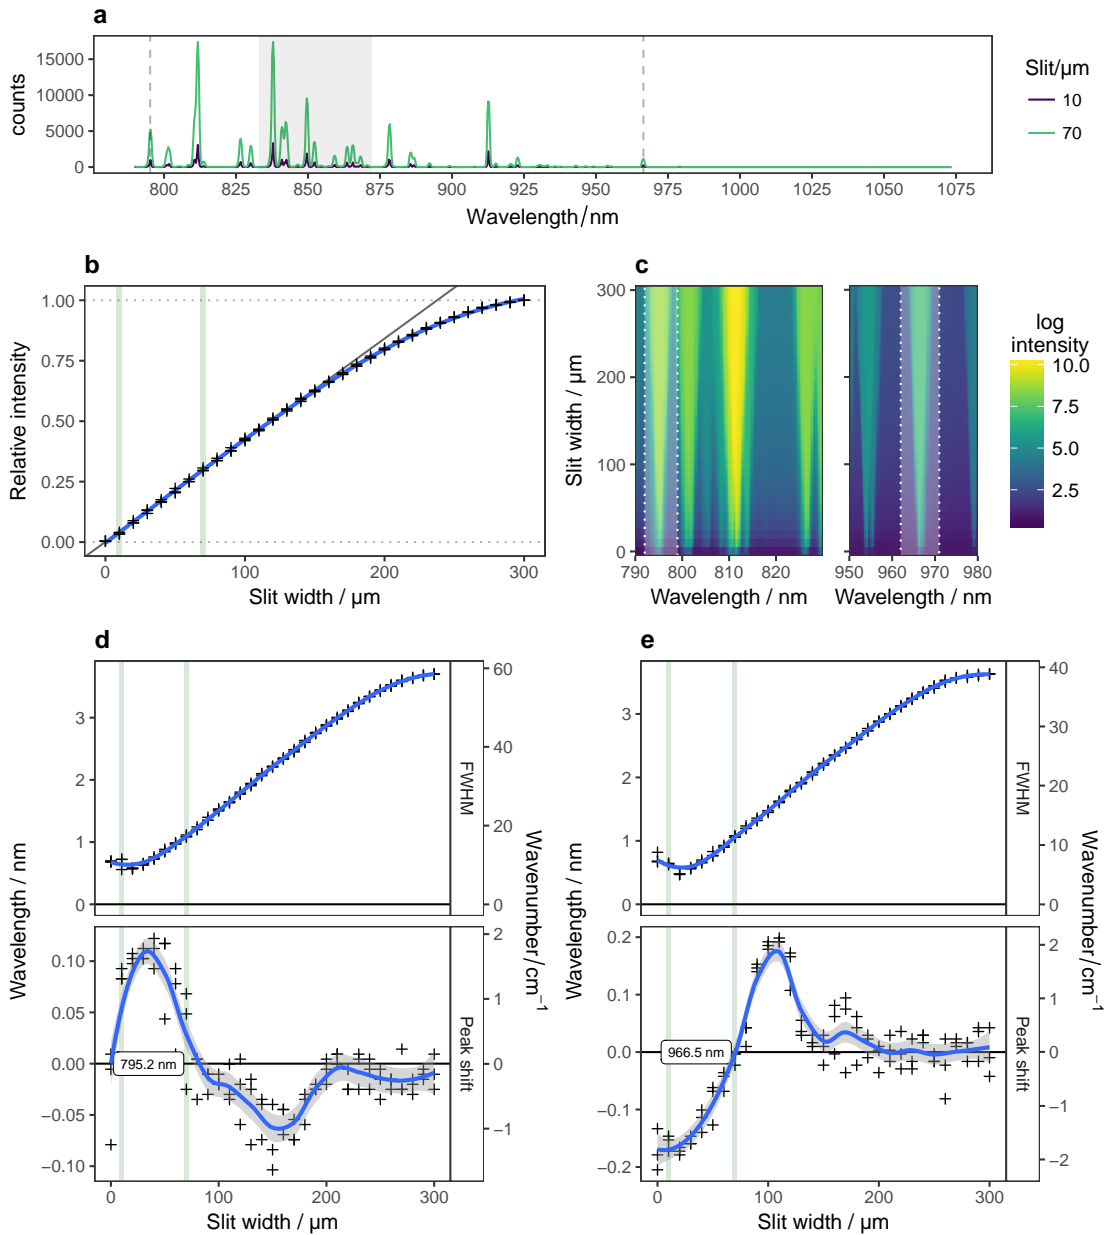 a
15000
10000
5000
0
counts
800 825 850 875 900 925 950 975 1000 1025 1050 1075
Wavelength/nm
Slit/µm
10
70
b
1.00
0.75
0.50
0.25
0.00
Relative intensity
0 100 200 300
Slit width / µm
c
300
200
100
0
Slit width / µm
790 800 810 820
950 960 970 980
Wavelength / nm Wavelength / nm
log
intensity
10.0
7.5
5.0
2.5
d
3
2
1
0
60
40
20
0
FWHM
0.10
0.05
0.00
−0.05
−0.10
2
1
0
−1
Peak shift
795.2 nm
Wavelength / nm
Wavenumber/cm⁻¹
0 100 200 300
Slit width / µm
e
3
2
1
0
40
30
20
10
0
FWHM
0.2
0.1
0.0
−0.1
−0.2
2
1
0
−1
−2
Peak shift
966.5 nm
Wavelength / nm
Wavenumber/cm⁻¹
0 100 200 300
Slit width / µm